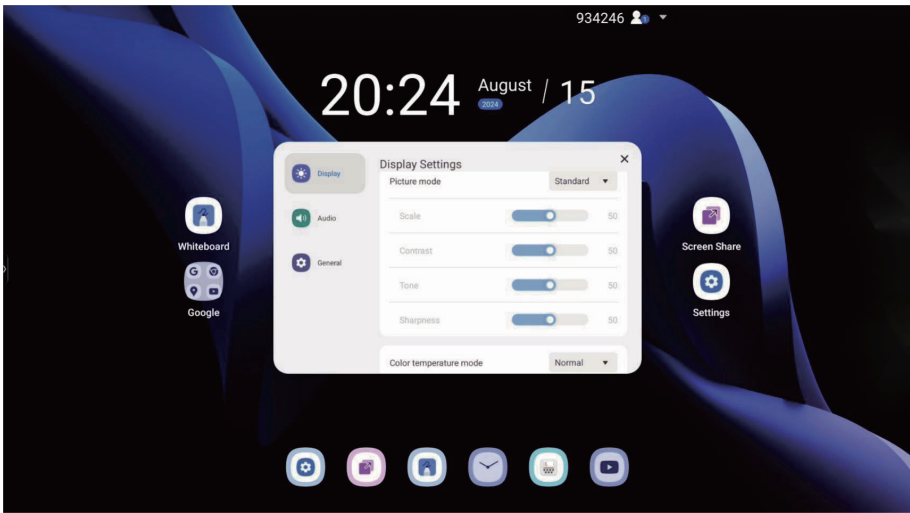 934246
20:24 August / 15
2024
Display Settings
Display
Picture mode Standard
Audio
Scale 50
General
Contrast 50
Tone 50
Sharpness 50
Color temperature mode Normal
Whiteboard
Google
Screen Share
Settings